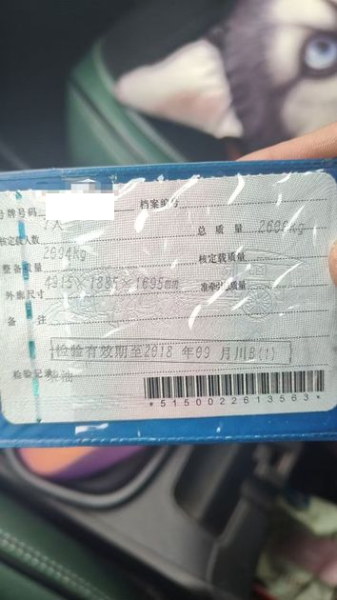 号牌号码 档案编号
核定载人数 7人 总质量
整备质量 核定载质量
外廓尺寸 4915×1885×1695mm 准牵引总质量
备注
检验有效期至2018 年09 月川B(1)
检验记录
*5150022613563*